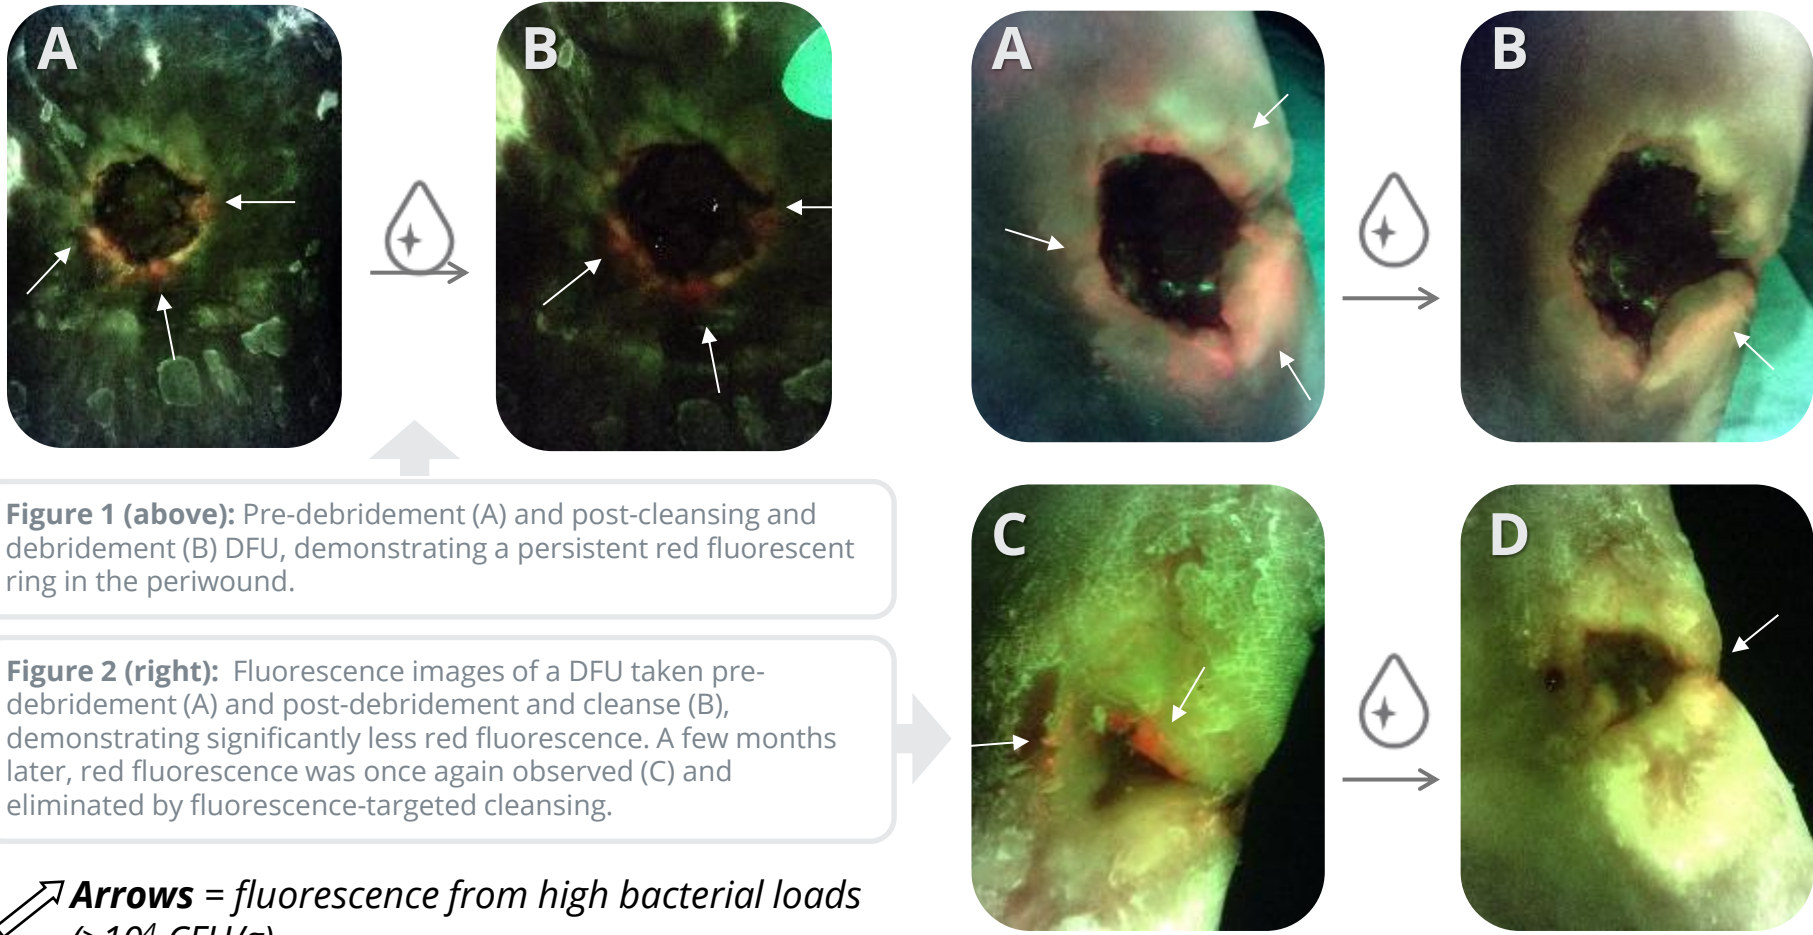 A
B
A
B
Figure 1 (above): Pre-debridement (A) and post-cleansing and
debridement (B) DFU, demonstrating a persistent red fluorescent
ring in the periwound.
Figure 2 (right): Fluorescence images of a DFU taken pre-
debridement (A) and post-debridement and cleanse (B),
demonstrating significantly less red fluorescence. A few months
later, red fluorescence was once again observed (C) and
eliminated by fluorescence-targeted cleansing.
C
D
Arrows = fluorescence from high bacterial loads
(>10⁴ CFU/g)